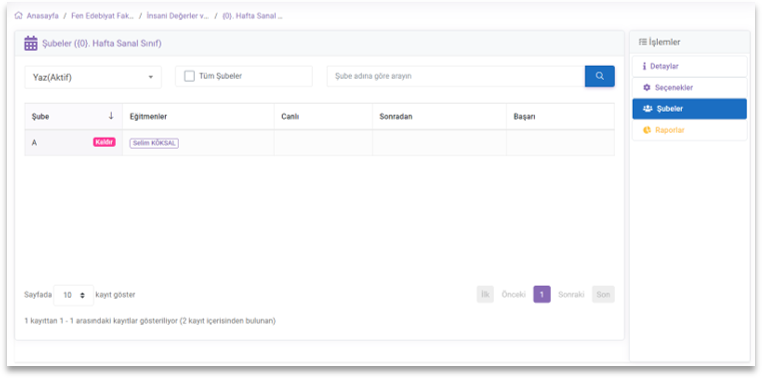 Anasayfa / Fen Edebiyat Fak... / İnsani Değerler v... / {0}. Hafta Sanal ...
Şubeler ({0}. Hafta Sanal Sınıf)
Yaz(Aktif)
Tüm Şubeler
Şube adına göre arayın
Şube
Eğitmenler
Canlı
Sonradan
Başarı
A
Kaldır
Selim KÖKSAL
Sayfada 10 kayıt göster
İlk Önceki 1 Sonraki Son
1 kayıttan 1 - 1 arasındaki kayıtlar gösteriliyor (2 kayıt içerisinden bulunan)
İşlemler
Detaylar
Seçenekler
Şubeler
Raporlar